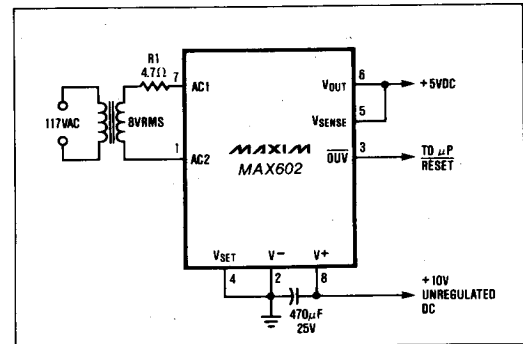 R1
4.7Ω
7
AC1
117VAC
8VRMS
1
AC2
MAXIM
MAX602
VOUT
6
+5VDC
VSENSE
5
OUV
3
TO µP
RESET
VSET
V−
V+
4
2
8
470µF
25V
+10V
UNREGULATED
DC